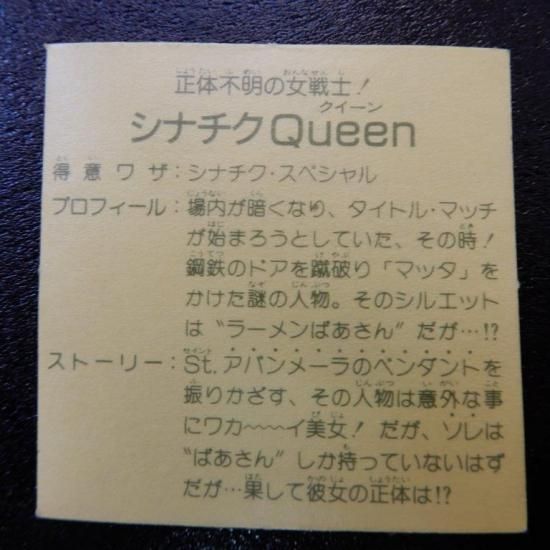 正体不明の女戦士!
シナチクQueen
得意ワザ:シナチク・スペシャル
プロフィール:場内が暗くなり、タイトル・マッチ
が始まろうとしていた、その時!
鋼鉄のドアを蹴破り「マッタ」を
かけた謎の人物。そのシルエット
は“ラーメンばあさん”だが…!?
ストーリー:St.アバンメーラのペンダントを
振りかざす、その人物は意外な事
にワカ〜〜〜イ美女!だが、ソレは
“ばあさん”しか持っていないはず
だが…果して彼女の正体は!?